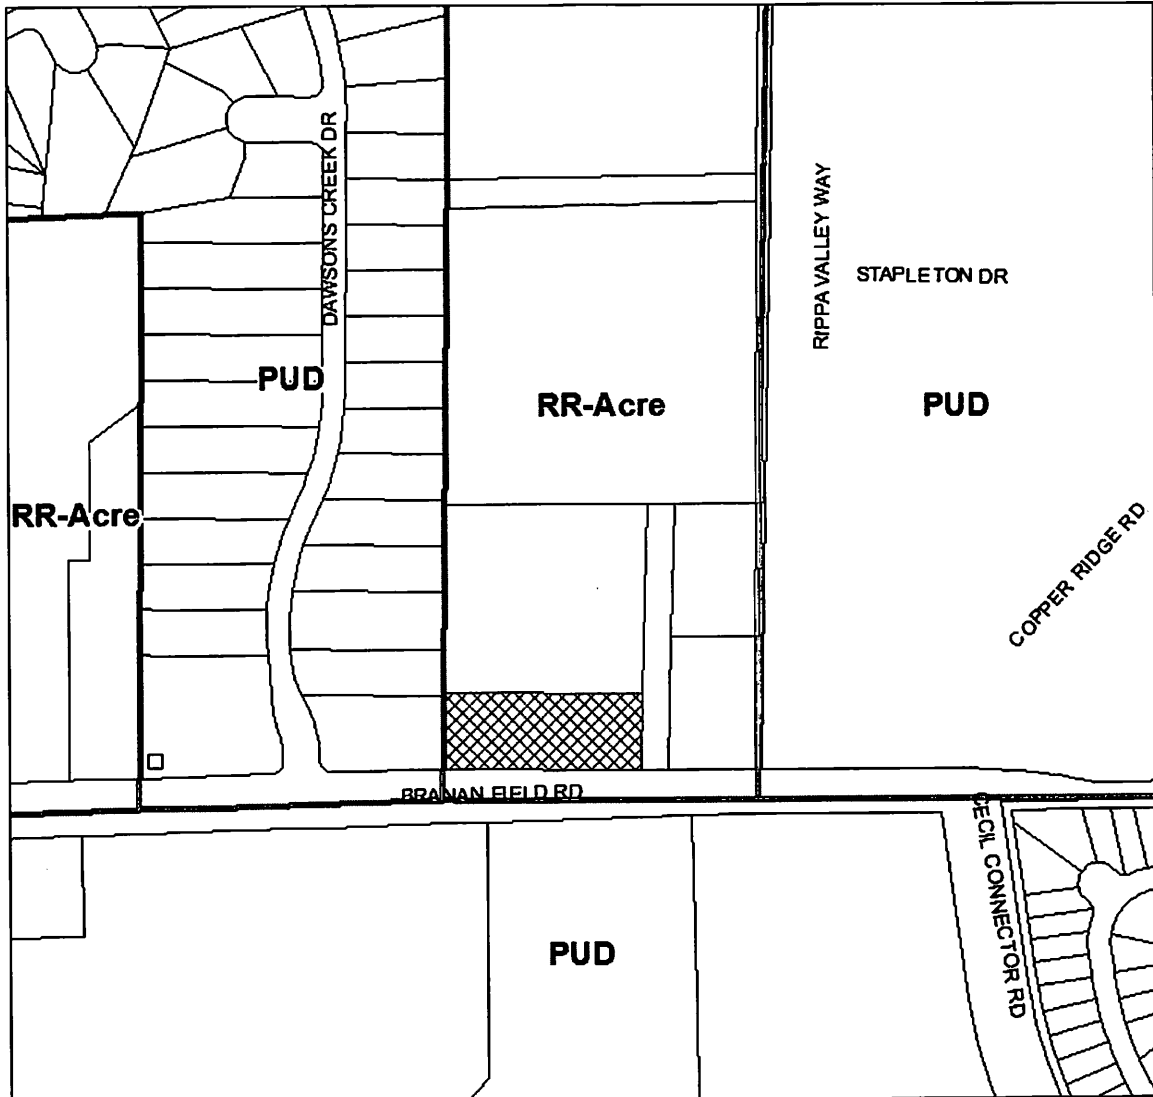 DAWSONS CREEK DR
RIPPA VALLEY WAY
STAPLETON DR
PUD
RR-Acre
PUD
RR-Acre
COPPER RIDGE RD
BRANAN FIELD RD
CECIL CONNECTOR RD
PUD